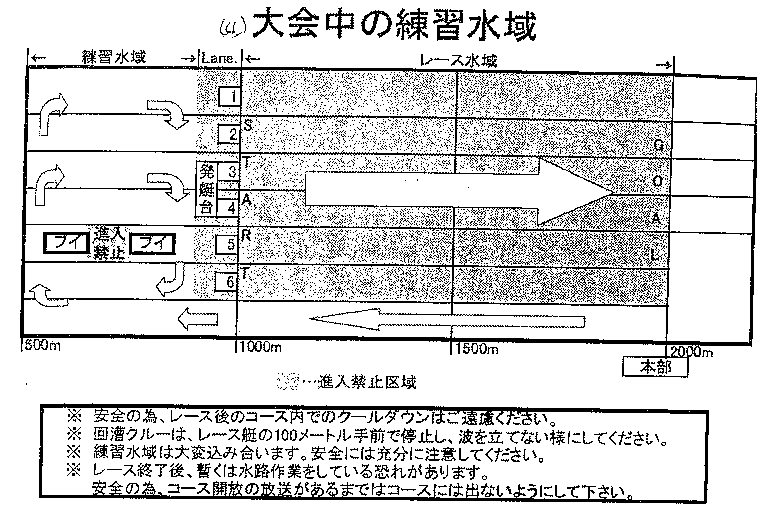 (4) 大会中の練習水域
← 練習水域 → Lane. ← レース水域 →
1
2
3
4
5
6
発艇台
START
GOAL
ブイ 進入禁止 ブイ
500m 1000m 1500m 2000m
本部
…進入禁止区域
※ 安全の為、レース後のコース内でのクールダウンはご遠慮ください。
※ 回漕クルーは、レース艇の100メートル手前で停止し、波を立てない様にしてください。
※ 練習水域は大変込み合います。安全には充分に注意してください。
※ レース終了後、暫くは水路作業をしている恐れがあります。
安全の為、コース開放の放送があるまではコースには出ないようにして下さい。